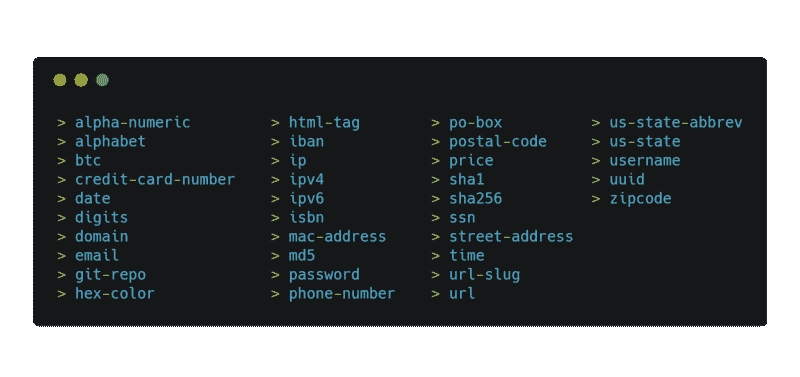 > alpha-numeric
> alphabet
> btc
> credit-card-number
> date
> digits
> domain
> email
> git-repo
> hex-color
> html-tag
> iban
> ip
> ipv4
> ipv6
> isbn
> mac-address
> md5
> password
> phone-number
> po-box
> postal-code
> price
> sha1
> sha256
> ssn
> street-address
> time
> url-slug
> url
> us-state-abbrev
> us-state
> username
> uuid
> zipcode